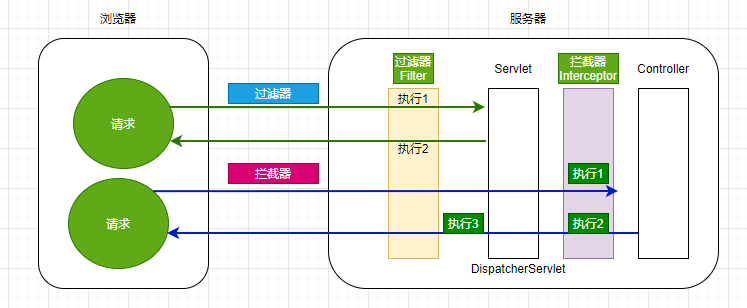 浏览器
服务器
过滤器
Filter
Servlet
拦截器
Interceptor
Controller
过滤器
执行1
请求
执行2
拦截器
执行1
请求
执行3
执行2
DispatcherServlet